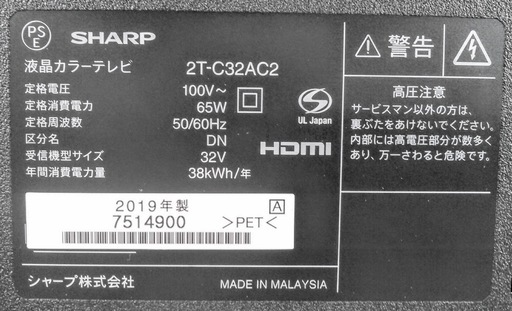 PS
E
SHARP
液晶カラーテレビ 2T-C32AC2
定格電圧 100V～
定格消費電力 65W
定格周波数 50/60Hz
区分名 DN
受信機型サイズ 32V
年間消費電力量 38kWh/年
S
UL Japan
HDMI
2019年製 A
7514900 >PET<
シャープ株式会社 MADE IN MALAYSIA
警告
高圧注意
サービスマン以外の方は、
裏ぶたをあけないでください。
内部には高電圧部分が数多く
あり、万一さわると危険です。